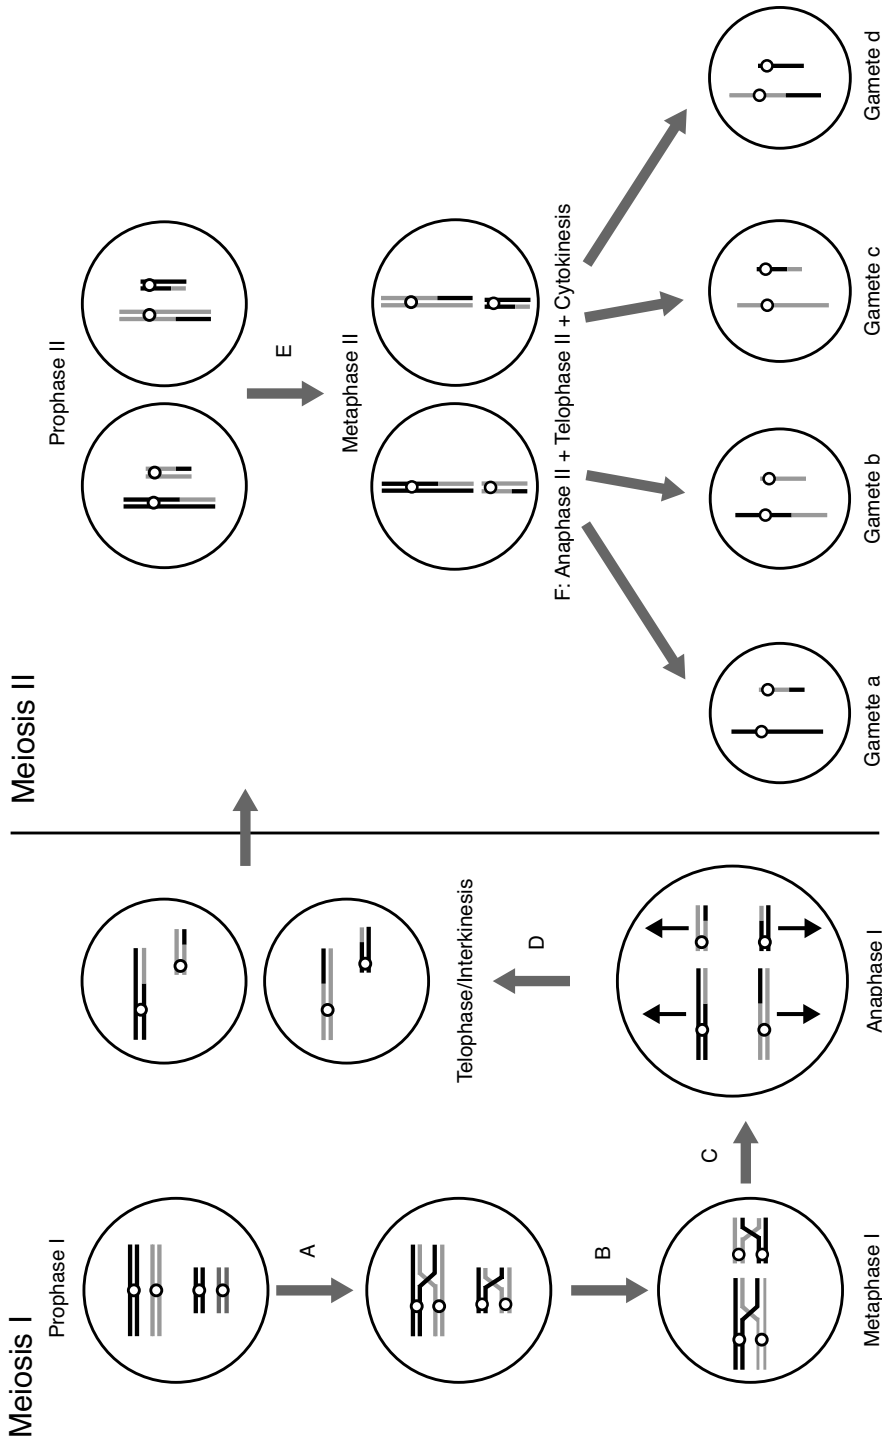 Meiosis I
Prophase I
A
B
Metaphase I
C
Anaphase I
D
Telophase/Interkinesis
Meiosis II
Prophase II
E
Metaphase II
F: Anaphase II + Telophase II + Cytokinesis
Gamete a
Gamete b
Gamete c
Gamete d